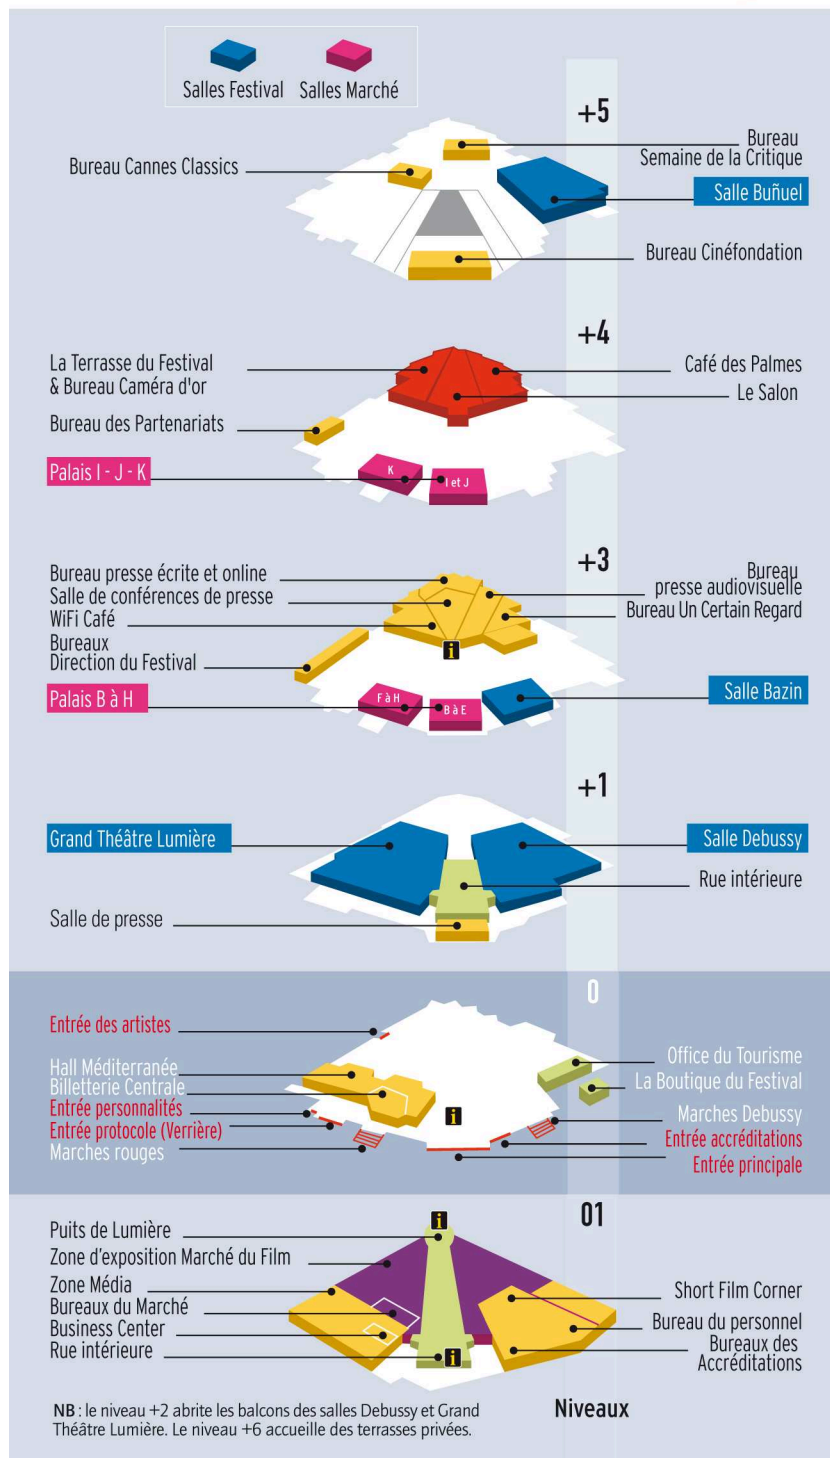 Salles Festival
Salles Marché
+5
Bureau
Semaine de la Critique
Bureau Cannes Classics
Salle Buñuel
Bureau Cinéfondation
+4
La Terrasse du Festival
& Bureau Caméra d'or
Café des Palmes
Le Salon
Bureau des Partenariats
Palais I - J - K
K
I et J
+3
Bureau presse écrite et online
Salle de conférences de presse
WiFi Café
Bureaux
Direction du Festival
Bureau
presse audiovisuelle
Bureau Un Certain Regard
i
Palais B à H
F à H
B à E
Salle Bazin
+1
Grand Théâtre Lumière
Salle Debussy
Rue intérieure
Salle de presse
0
Entrée des artistes
Hall Méditerranée
Billetterie Centrale
Entrée personnalités
Entrée protocole (Verrière)
Marches rouges
i
Office du Tourisme
La Boutique du Festival
Marches Debussy
Entrée accréditations
Entrée principale
01
i
Puits de Lumière
Zone d'exposition Marché du Film
Zone Média
Bureaux du Marché
Business Center
Rue intérieure
i
Short Film Corner
Bureau du personnel
Bureaux des
Accréditations
NB : le niveau +2 abrite les balcons des salles Debussy et Grand
Théâtre Lumière. Le niveau +6 accueille des terrasses privées.
Niveaux